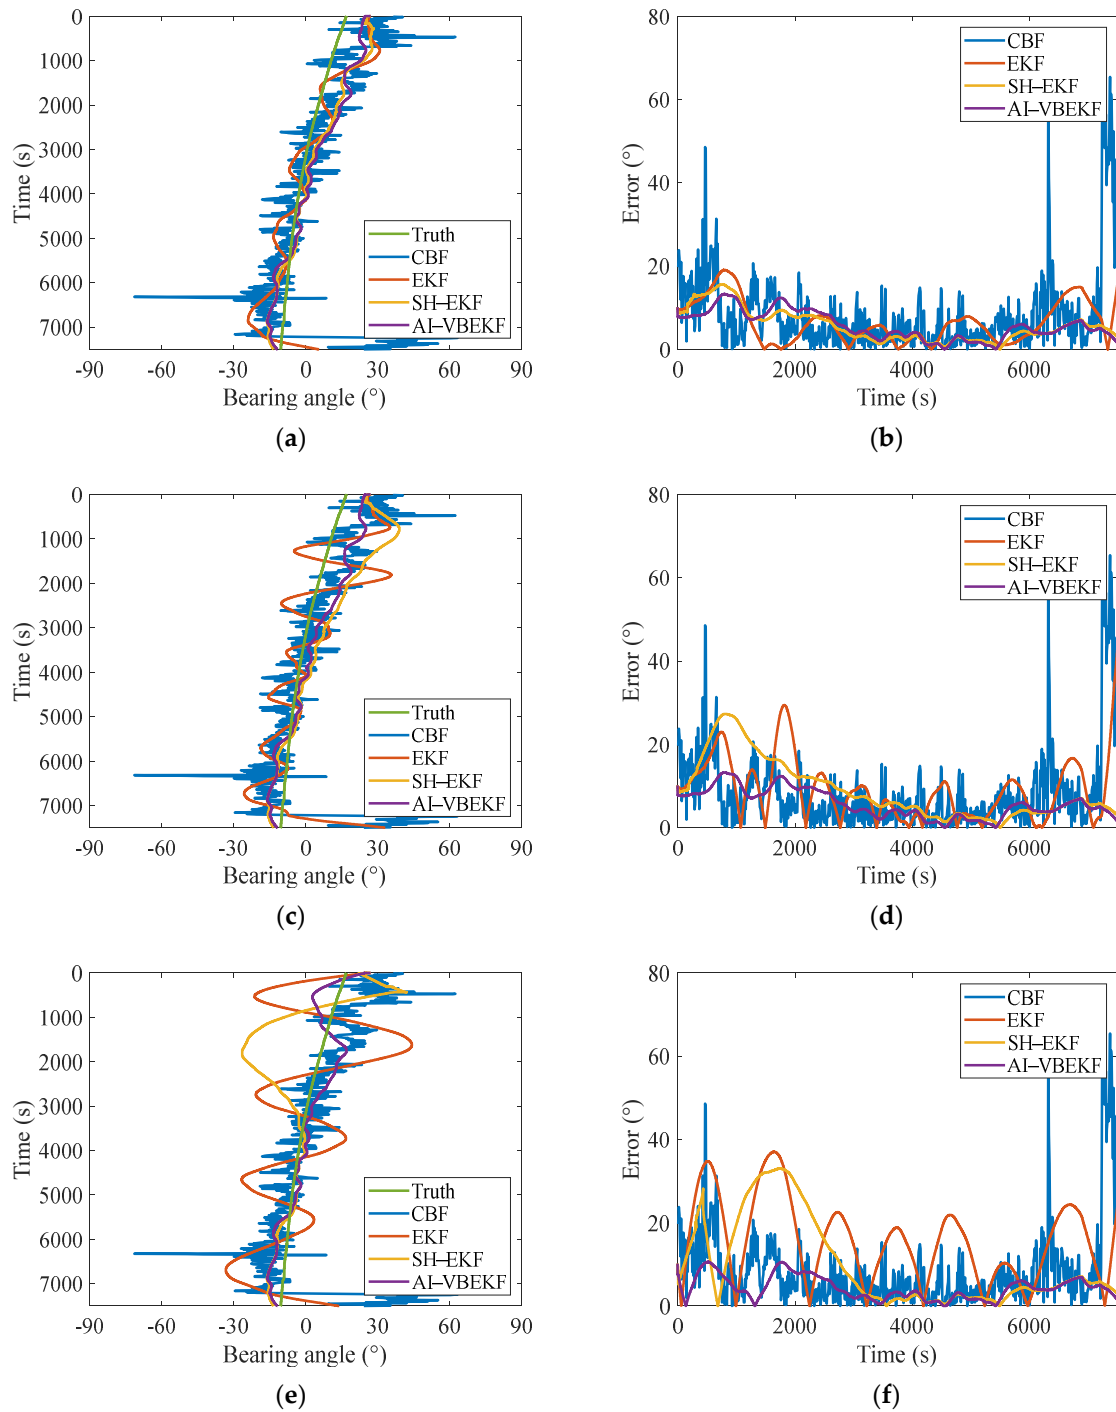 0
1000
2000
3000
4000
5000
6000
7000
Time (s)
-90
-60
-30
0
30
60
90
Bearing angle (°)
Truth
CBF
EKF
SH–EKF
AI–VBEKF
(a)
80
60
40
20
0
Error (°)
0
2000
4000
6000
Time (s)
CBF
EKF
SH–EKF
AI–VBEKF
(b)
0
1000
2000
3000
4000
5000
6000
7000
Time (s)
-90
-60
-30
0
30
60
90
Bearing angle (°)
Truth
CBF
EKF
SH–EKF
AI–VBEKF
(c)
80
60
40
20
0
Error (°)
0
2000
4000
6000
Time (s)
CBF
EKF
SH–EKF
AI–VBEKF
(d)
0
1000
2000
3000
4000
5000
6000
7000
Time (s)
-90
-60
-30
0
30
60
90
Bearing angle (°)
Truth
CBF
EKF
SH–EKF
AI–VBEKF
(e)
80
60
40
20
0
Error (°)
0
2000
4000
6000
Time (s)
CBF
EKF
SH–EKF
AI–VBEKF
(f)